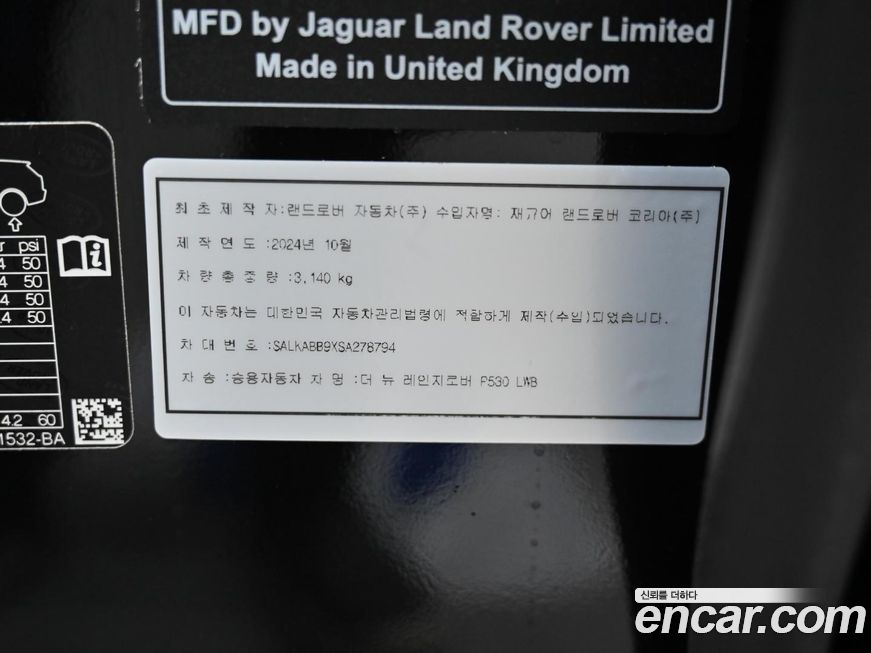 MFD by Jaguar Land Rover Limited
Made in United Kingdom
최초제작자:랜드로버 자동차(주) 수입자명: 재규어 랜드로버 코리아(주)
제작연도:2024년 10월
차량총중량:3,140 kg
이 자동차는 대한민국 자동차관리법령에 적합하게 제작(수입)되었습니다.
차대번호:SALKABB9XSA278794
차종:승용자동차 차명:더 뉴 레인지로버 P530 LWB
psi
4 50
4 50
4 50
.4 50
4.2 60
1532-BA
신뢰를 더하다
encar.com